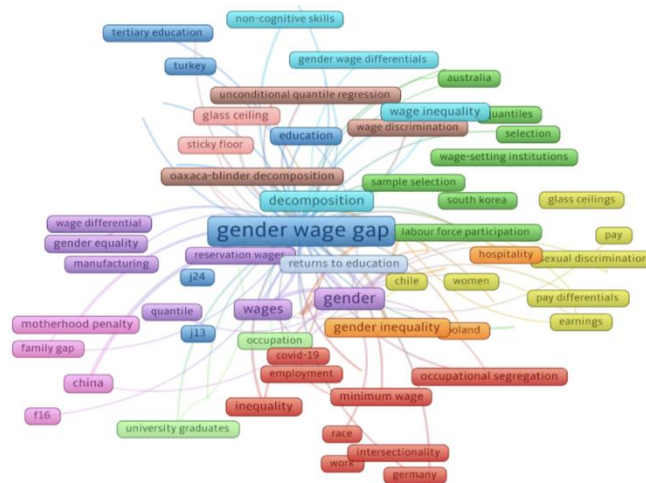 non-cognitive skills
tertiary education
gender wage differentials
turkey
australia
unconditional quantile regression
wage inequality
quantiles
glass ceiling
wage discrimination
education
selection
sticky floor
wage-setting institutions
oaxaca-blinder decomposition
sample selection
decomposition
south korea
glass ceilings
wage differential
gender wage gap
labour force participation
pay
gender equality
reservation wages
hospitality
sexual discrimination
manufacturing
returns to education
j24
chile
women
gender
pay differentials
quantile
wages
motherhood penalty
j13
gender inequality
poland
earnings
family gap
occupation
covid-19
employment
china
occupational segregation
minimum wage
inequality
f16
university graduates
race
intersectionality
work
germany